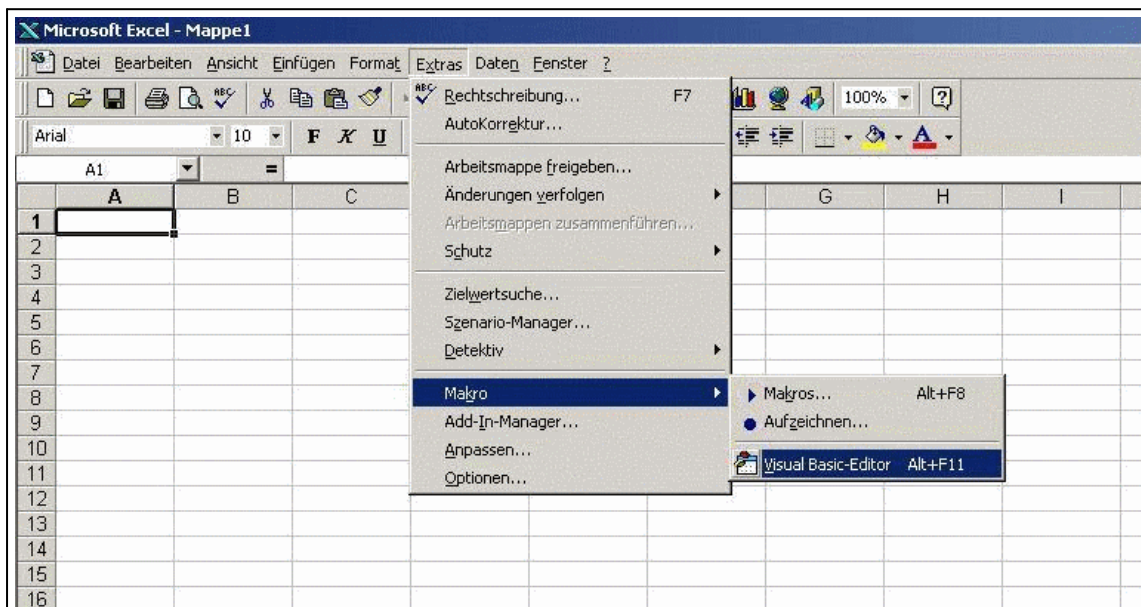 Microsoft Excel - Mappe1
Datei Bearbeiten Ansicht Einfügen Format Extras Daten Fenster ?
ABC ABC Rechtschreibung... F7 100% ?
AutoKorrektur...
Arial 10 F K U A
Arbeitsmappe freigeben...
A1 =
Änderungen verfolgen
A B C G H I
Arbeitsmappen zusammenführen...
Schutz
Zielwertsuche...
Szenario-Manager...
Detektiv
Makro
Makros... Alt+F8
Add-In-Manager...
Aufzeichnen...
Anpassen...
Visual Basic-Editor Alt+F11
Optionen...
1
2
3
4
5
6
7
8
9
10
11
12
13
14
15
16